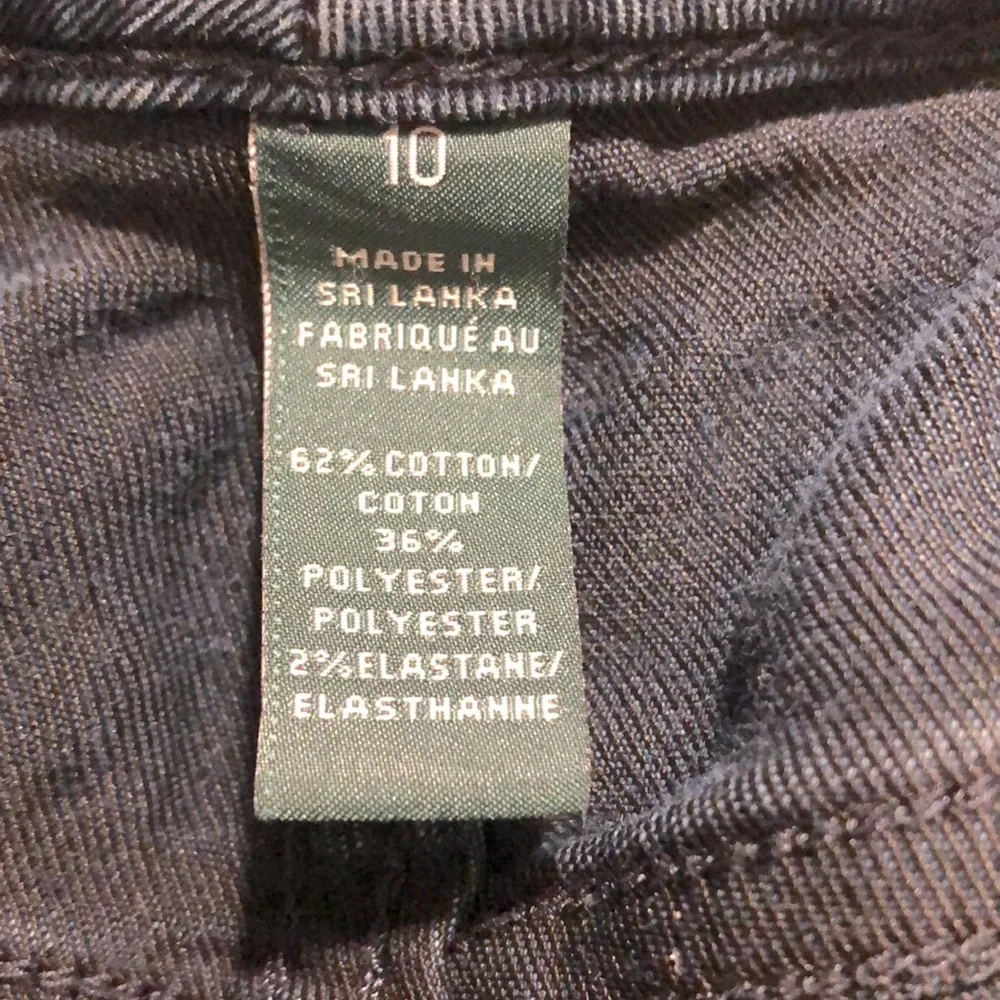 10
MADE IN
SRI LANKA
FABRIQUÉ AU
SRI LANKA
62% COTTON/
COTON
36%
POLYESTER/
POLYESTER
2% ELASTANE/
ELASTHANNE